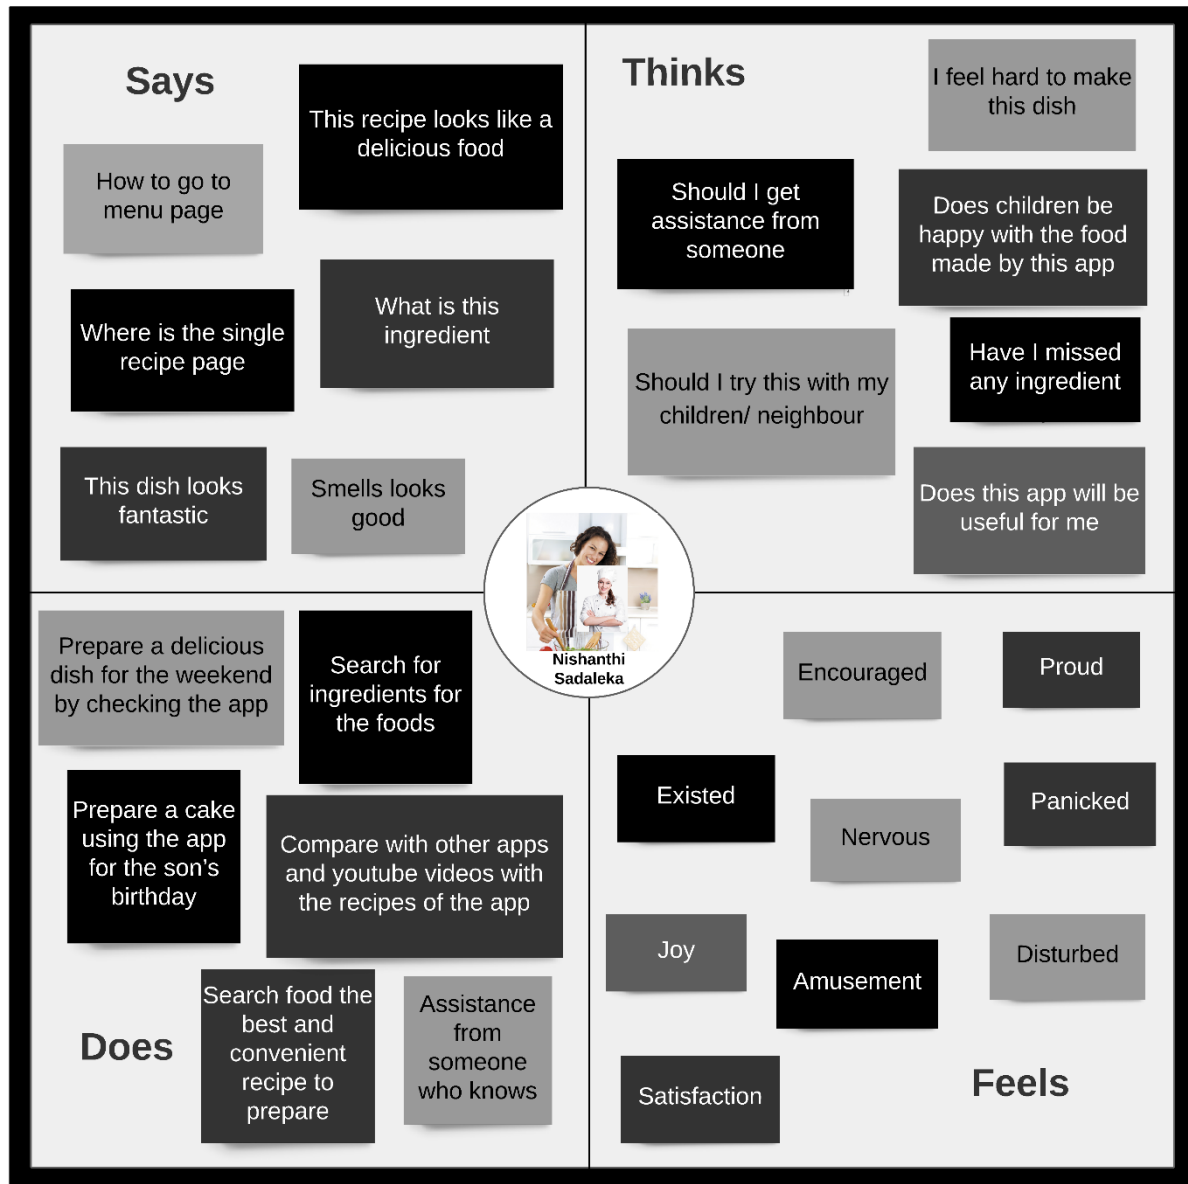 Says
This recipe looks like a
delicious food
How to go to
menu page
What is this
ingredient
Where is the single
recipe page
This dish looks
fantastic
Smells looks
good
Thinks
I feel hard to make
this dish
Should I get
assistance from
someone
Does children be
happy with the food
made by this app
Have I missed
any ingredient
Should I try this with my
children/ neighbour
Does this app will be
useful for me
Nishanthi
Sadaleka
Prepare a delicious
dish for the weekend
by checking the app
Search for
ingredients for
the foods
Prepare a cake
using the app
for the son's
birthday
Compare with other apps
and youtube videos with
the recipes of the app
Does
Search food the
best and
convenient
recipe to
prepare
Assistance
from
someone
who knows
Encouraged
Proud
Existed
Panicked
Nervous
Joy
Amusement
Disturbed
Satisfaction
Feels